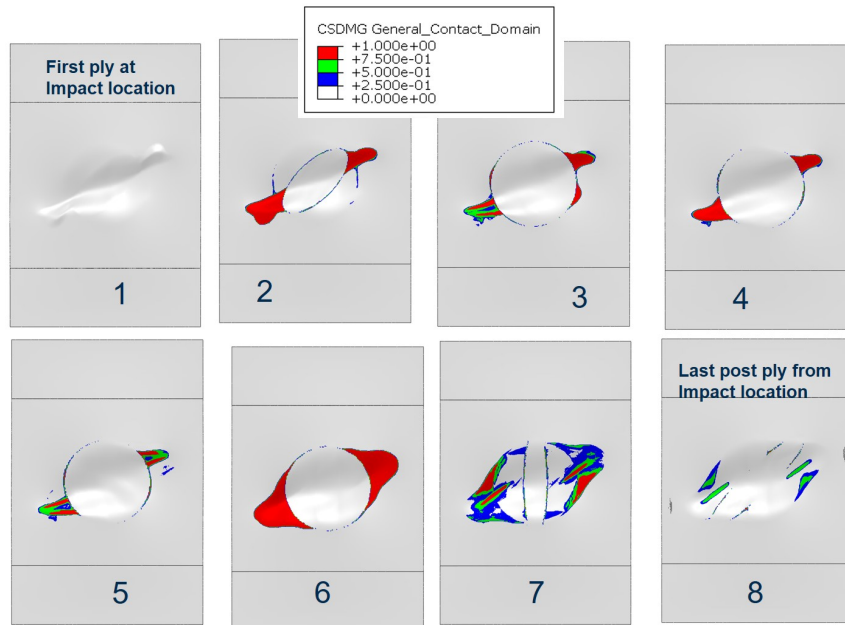 CSDMG General_Contact_Domain
+1.000e+00
+7.500e-01
+5.000e-01
+2.500e-01
+0.000e+00
First ply at
Impact location
1
2
3
4
Last post ply from
Impact location
5
6
7
8